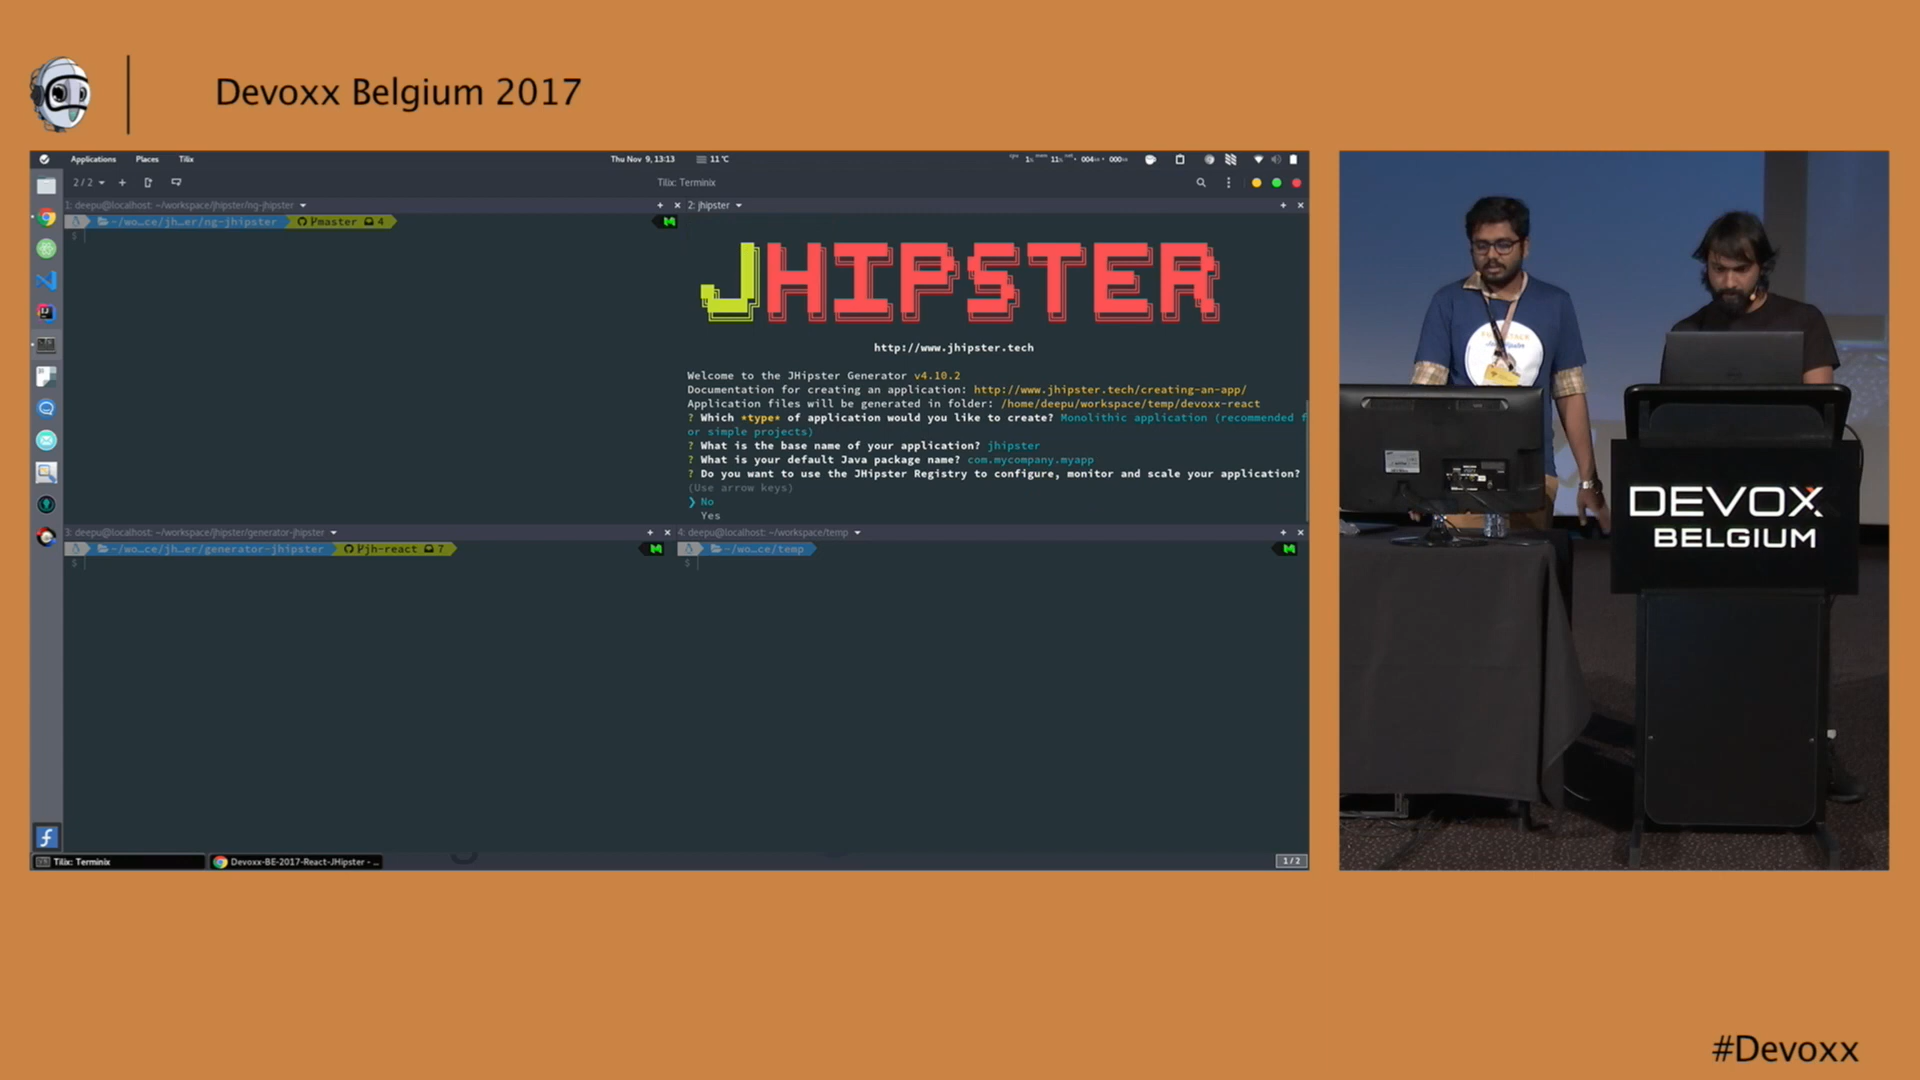 Devoxx Belgium 2017
Applications Places Tilix
Thu Nov 9, 13:13
11 °C
2 / 2
Tilix: Terminix
1: deepu@localhost: ~/workspace/jhipster/ng-jhipster
~/wo…ce/jh…er/ng-jhipster master 4
$
2: jhipster
JHIPSTER
http://www.jhipster.tech
Welcome to the JHipster Generator v4.10.2
Documentation for creating an application: http://www.jhipster.tech/creating-an-app/
Application files will be generated in folder: /home/deepu/workspace/temp/devoxx-react
? Which *type* of application would you like to create? Monolithic application (recommended f
or simple projects)
? What is the base name of your application? jhipster
? What is your default Java package name? com.mycompany.myapp
? Do you want to use the JHipster Registry to configure, monitor and scale your application?
(Use arrow keys)
❯ No
Yes
3: deepu@localhost: ~/workspace/jhipster/generator-jhipster
~/wo…ce/jh…er/generator-jhipster jh-react 7
$
4: deepu@localhost: ~/workspace/temp
~/wo…ce/temp
$
Tilix: Terminix
Devoxx-BE-2017-React-JHipster - …
1 / 2
DEVOXX
BELGIUM
#Devoxx